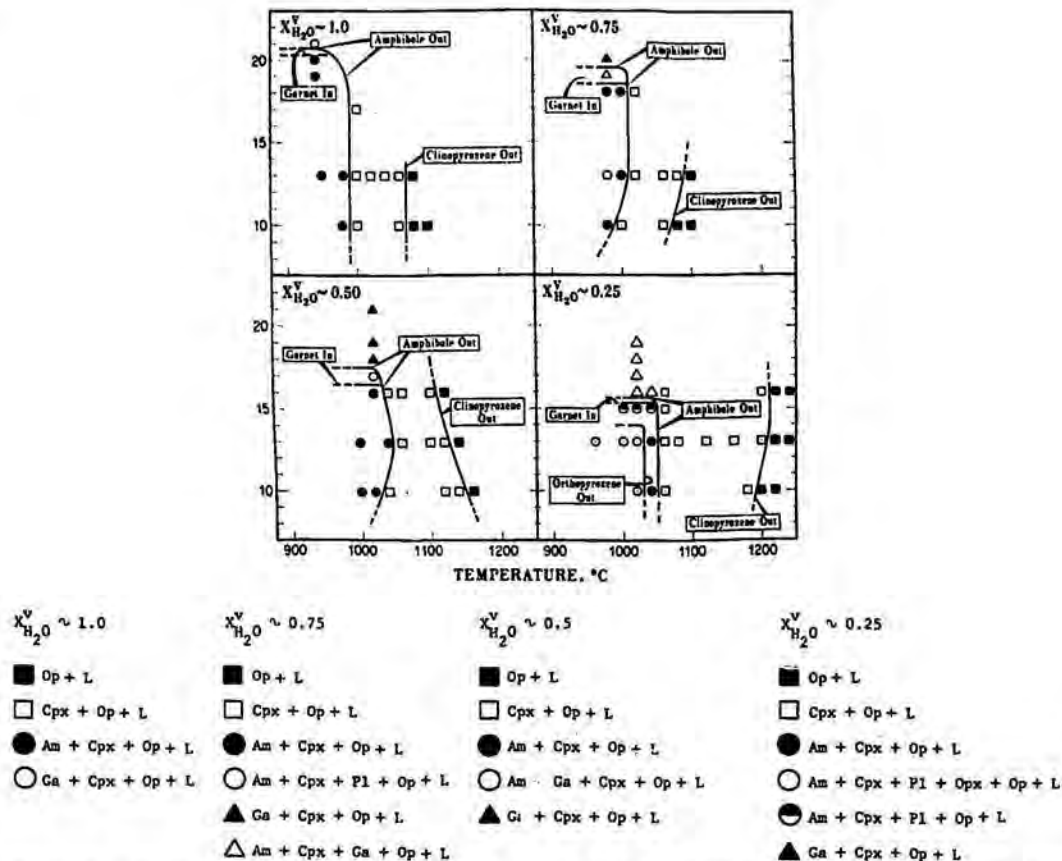 X^V_H2O ~ 1.0
Amphibole Out
Garnet In
Clinopyroxene Out
20
15
10
X^V_H2O ~ 0.75
Amphibole Out
Garnet In
Clinopyroxene Out
X^V_H2O ~ 0.50
Garnet In
Amphibole Out
Clinopyroxene Out
20
15
10
X^V_H2O ~ 0.25
Garnet In
Amphibole Out
Orthopyroxene Out
Clinopyroxene Out
900 1000 1100 1200 900 1000 1100 1200
TEMPERATURE, °C
X^V_H2O ~ 1.0
Op + L
Cpx + Op + L
Am + Cpx + Op + L
Ga + Cpx + Op + L
X^V_H2O ~ 0.75
Op + L
Cpx + Op + L
Am + Cpx + Op + L
Am + Cpx + Pl + Op + L
Ga + Cpx + Op + L
Am + Cpx + Ga + Op + L
X^V_H2O ~ 0.5
Op + L
Cpx + Op + L
Am + Cpx + Op + L
Am Ga + Cpx + Op + L
+ Cpx + Op + L
X^V_H2O ~ 0.25
Op + L
Cpx + Op + L
Am + Cpx + Op + L
Am + Cpx + Pl + Opx + Op + L
Am + Cpx + Pl + Op + L
Ga + Cpx + Op + L